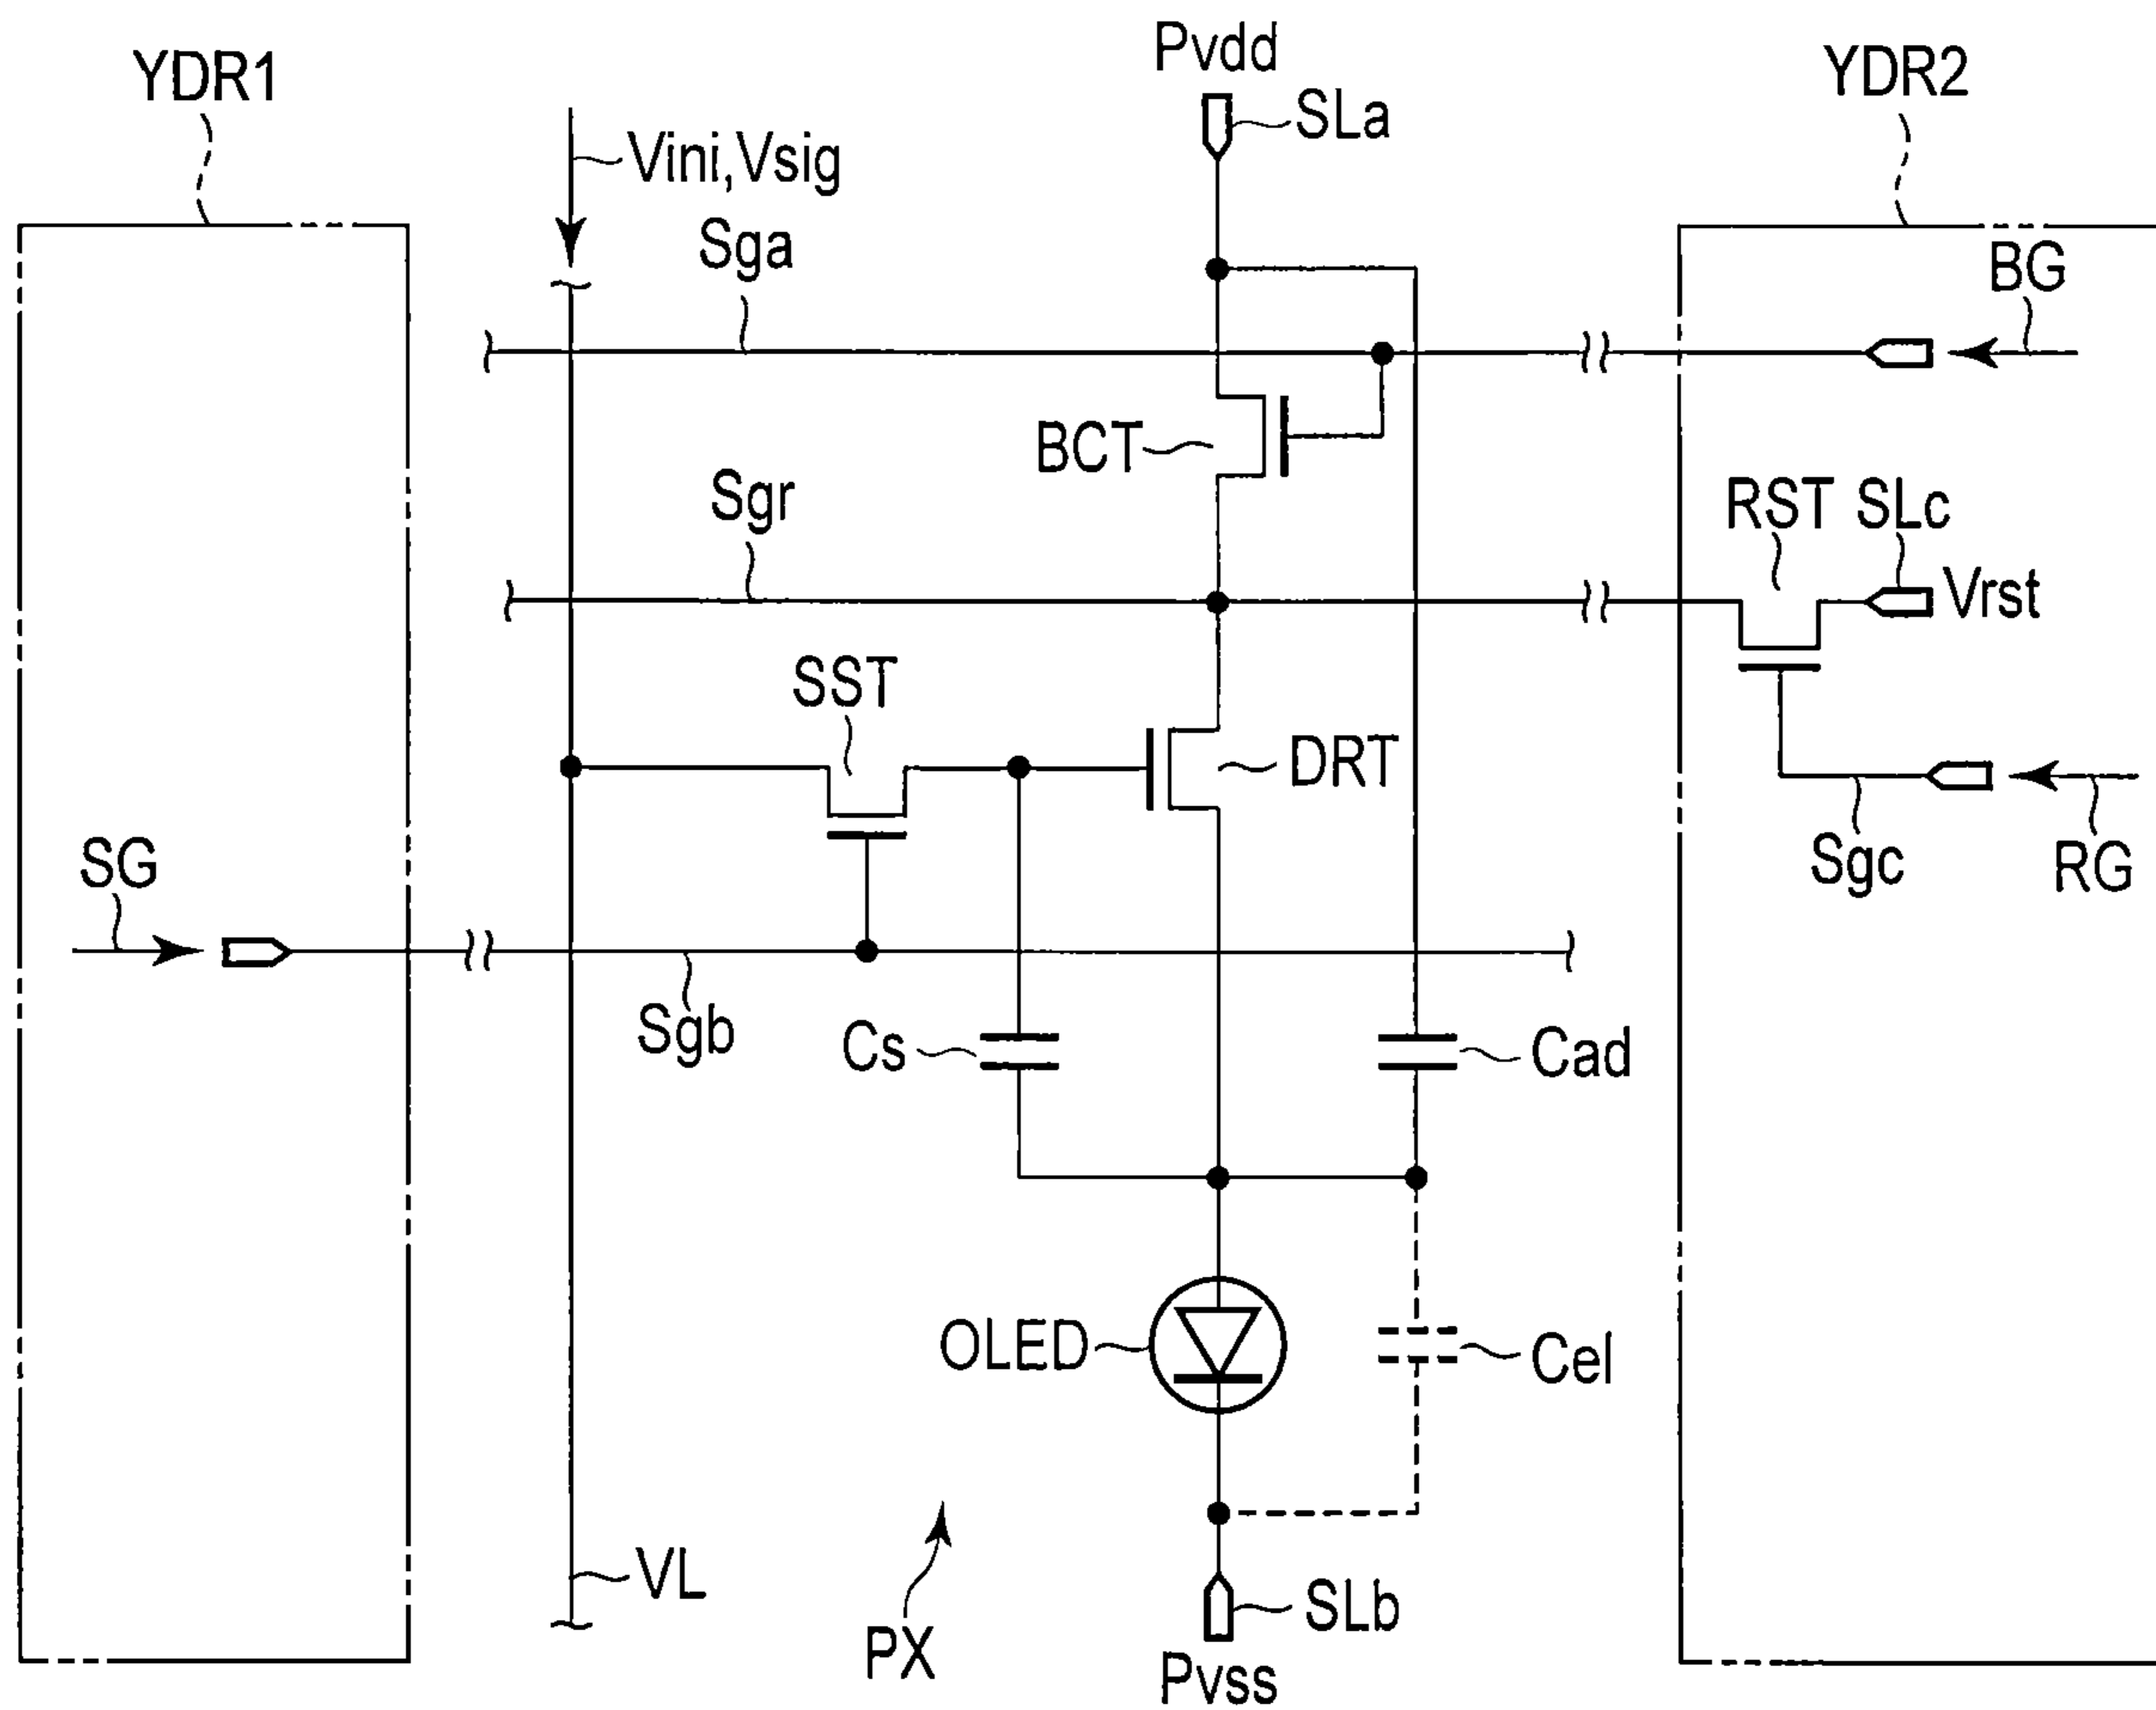 Pvdd
YDR1
YDR2
SLa
Vini,Vsig
Sga
BG
BCT
Sgr
RST
SLc
Vrst
SST
DRT
SG
Sgc
RG
Sgb
Cs
Cad
OLED
Cel
VL
SLb
PX
Pvss